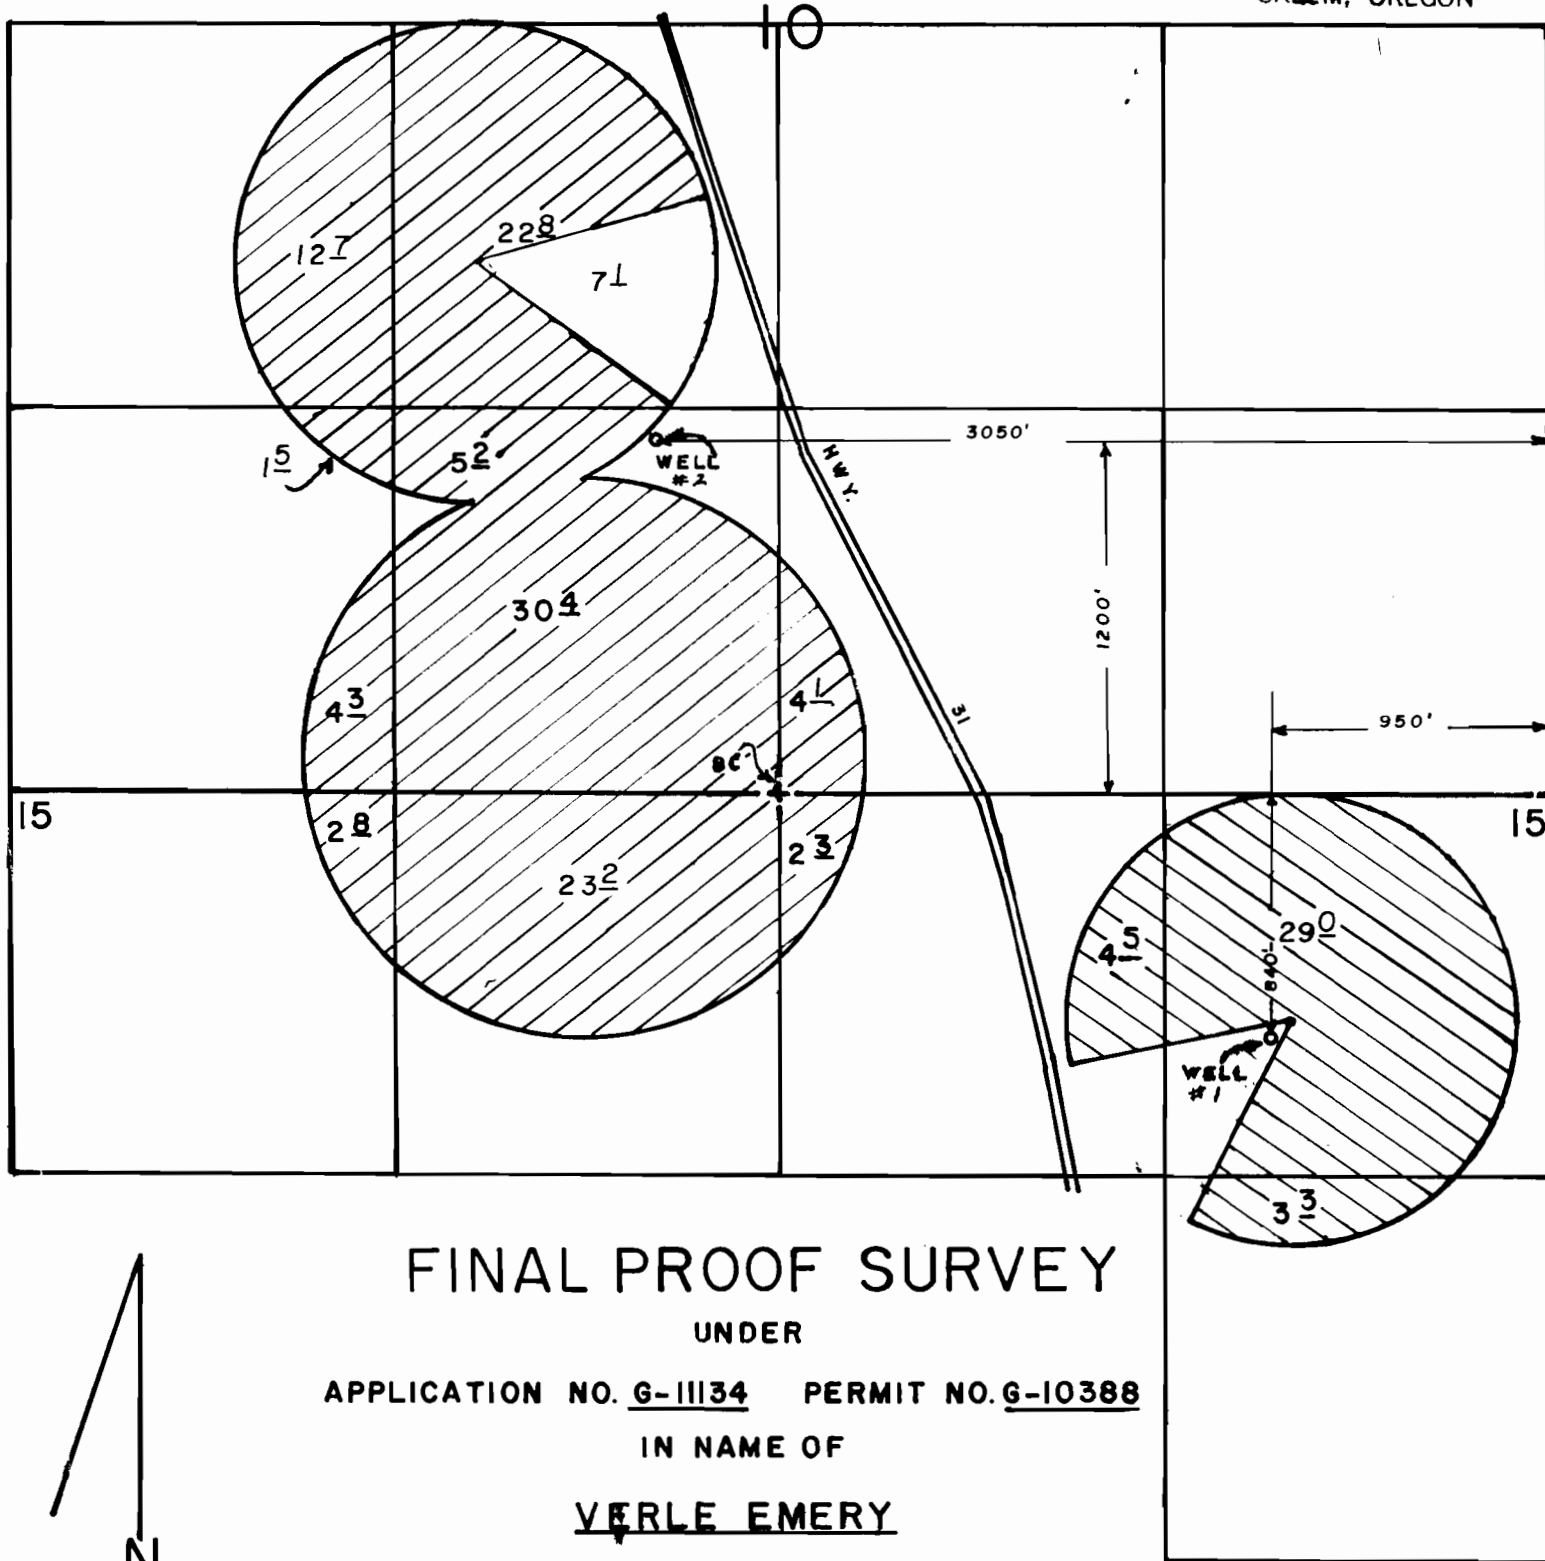 OREGON
10
22 8
12 7
7 1
3050'
HWY.
1 5
5 2
WELL
#2
30 4
1200'
4 3
4 1
31
950'
BC
15
15
2 8
2 3
23 2
29 0
4 5
840'
WELL
#1
3 3
FINAL PROOF SURVEY
UNDER
APPLICATION NO. G-11134 PERMIT NO. G-10388
IN NAME OF
VERLE EMERY
N